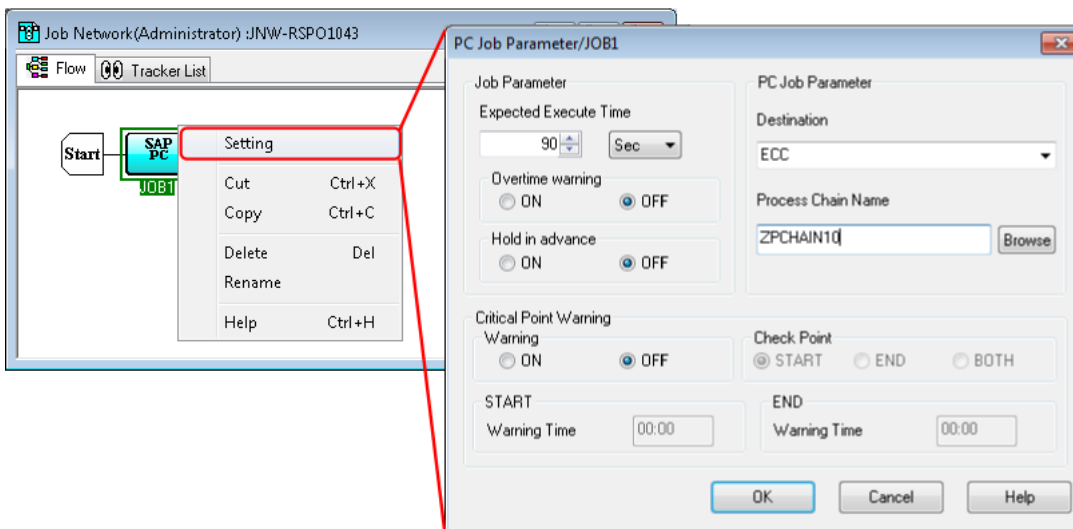 Job Network(Administrator) :JNW-RSPO1043
Flow
Tracker List
Start
SAP
PC
JOB1
Setting
Cut Ctrl+X
Copy Ctrl+C
Delete Del
Rename
Help Ctrl+H
PC Job Parameter/JOB1
Job Parameter
Expected Execute Time
90 Sec
Overtime warning
ON OFF
Hold in advance
ON OFF
PC Job Parameter
Destination
ECC
Process Chain Name
ZPCHAIN10 Browse
Critical Point Warning
Warning
ON OFF
Check Point
START END BOTH
START
Warning Time 00:00
END
Warning Time 00:00
OK Cancel Help